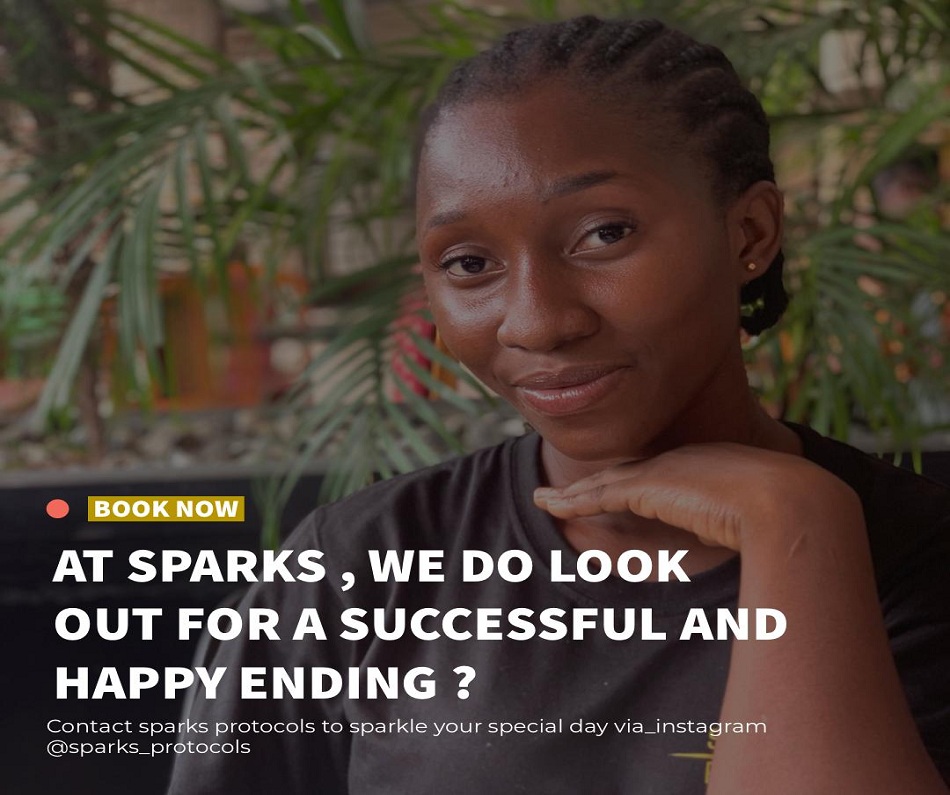 BOOK NOW
AT SPARKS , WE DO LOOK
OUT FOR A SUCCESSFUL AND
HAPPY ENDING ?
Contact sparks protocols to sparkle your special day via_instagram
@sparks_protocols